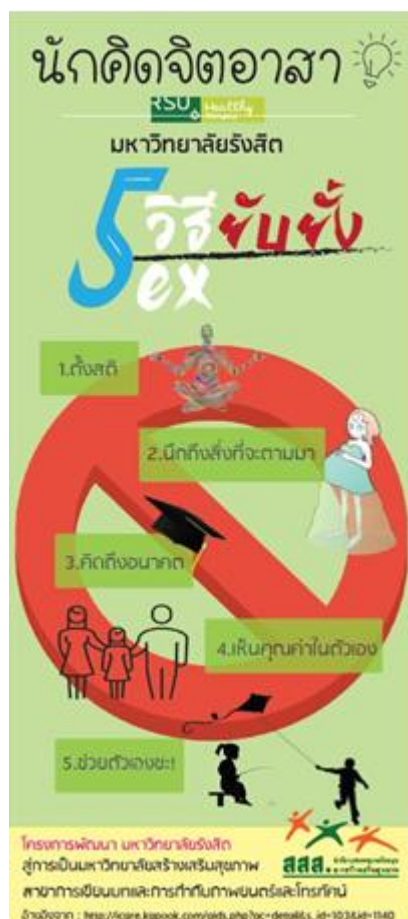 นักคิดจิตอาสา
RSU Healthy
มหาวิทยาลัยรังสิต
5 วิธี ยับยั้ง
ex
1.ตั้งสติ
2.นึกถึงสิ่งที่จะตามมา
3.คิดถึงอนาคต
4.เห็นคุณค่าในตัวเอง
5.ช่วยตัวเองซะ!
โครงการพัฒนา มหาวิทยาลัยรังสิต
สู่การเป็นมหาวิทยาลัยสร้างเสริมสุขภาพ
สสส
สาขาการเขียนบทและการกำกับภาพยนตร์และโทรทัศน์
อ้างอิงจาก :